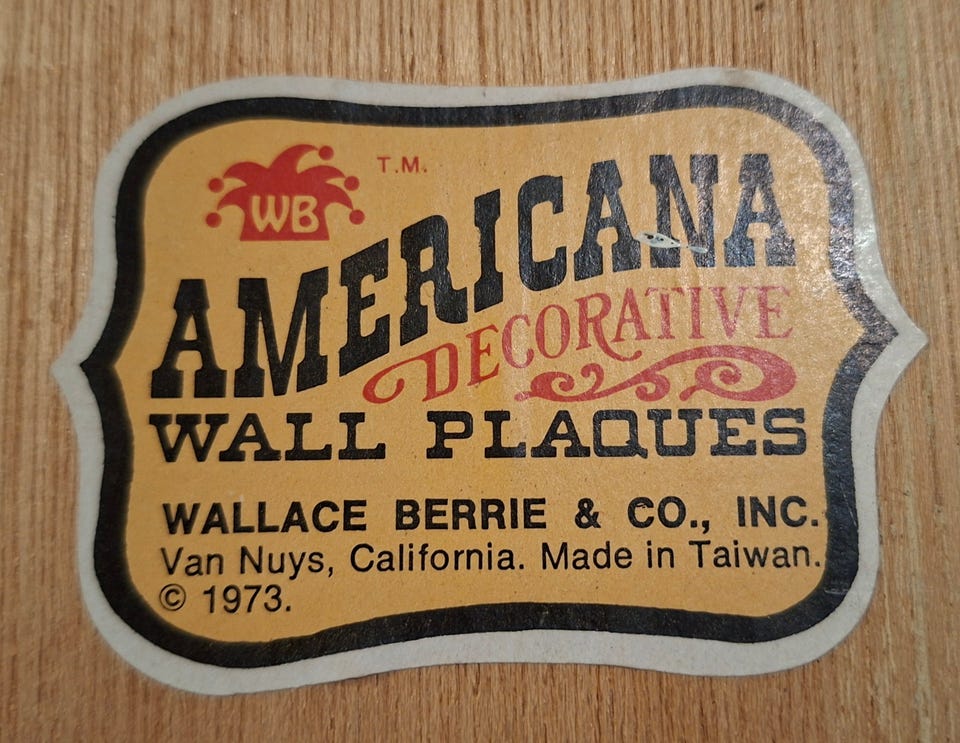 WB T.M.
AMERICANA
DECORATIVE
WALL PLAQUES
WALLACE BERRIE & CO., INC.
Van Nuys, California. Made in Taiwan.
© 1973.